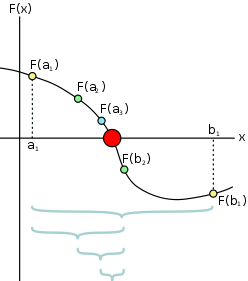 F(x)
F(a₁)
F(a₂)
F(a₃)
b₁
x
a₁
F(b₂)
F(b₁)